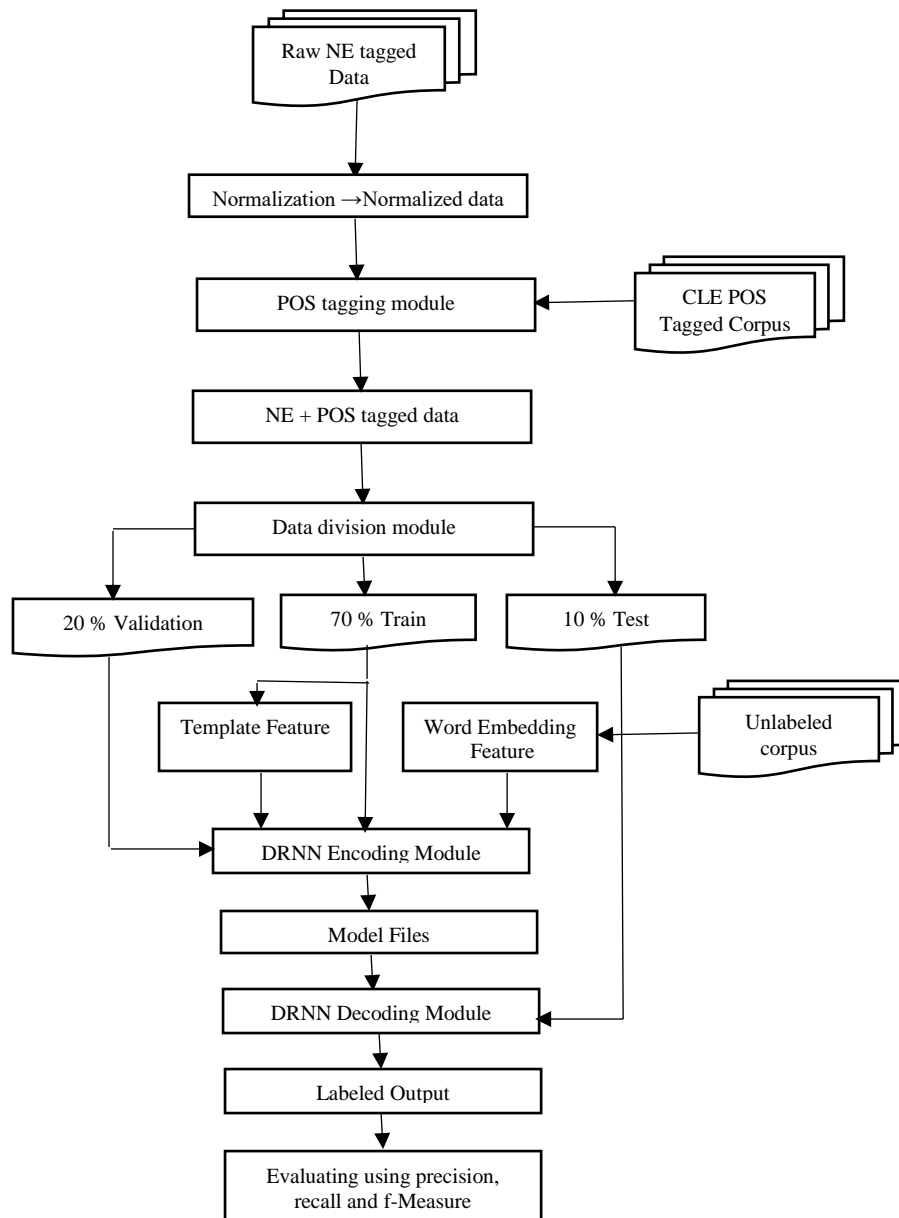 Raw NE tagged
Data
Normalization →Normalized data
POS tagging module
CLE POS
Tagged Corpus
NE + POS tagged data
Data division module
20 % Validation
70 % Train
10 % Test
Template Feature
Word Embedding
Feature
Unlabeled
corpus
DRNN Encoding Module
Model Files
DRNN Decoding Module
Labeled Output
Evaluating using precision,
recall and f-Measure